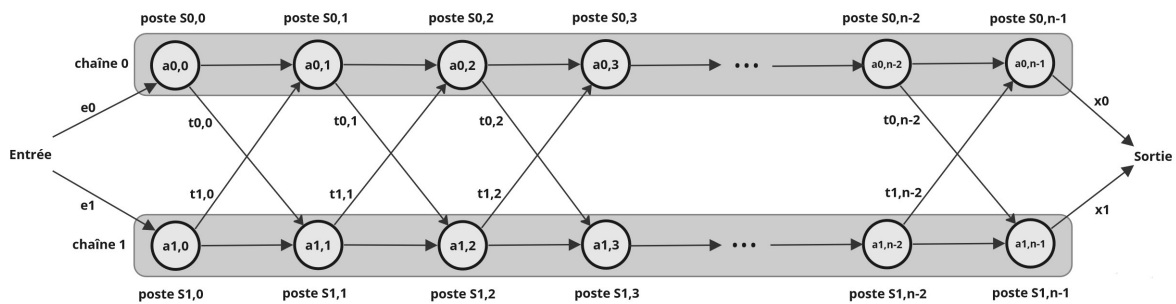 poste S0,0 poste S0,1 poste S0,2 poste S0,3 poste S0,n-2 poste S0,n-1
chaîne 0 a0,0 a0,1 a0,2 a0,3 ... a0,n-2 a0,n-1
e0 x0
t0,0 t0,1 t0,2 t0,n-2
Entrée Sortie
t1,0 t1,1 t1,2 t1,n-2
e1 x1
chaîne 1 a1,0 a1,1 a1,2 a1,3 ... a1,n-2 a1,n-1
poste S1,0 poste S1,1 poste S1,2 poste S1,3 poste S1,n-2 poste S1,n-1